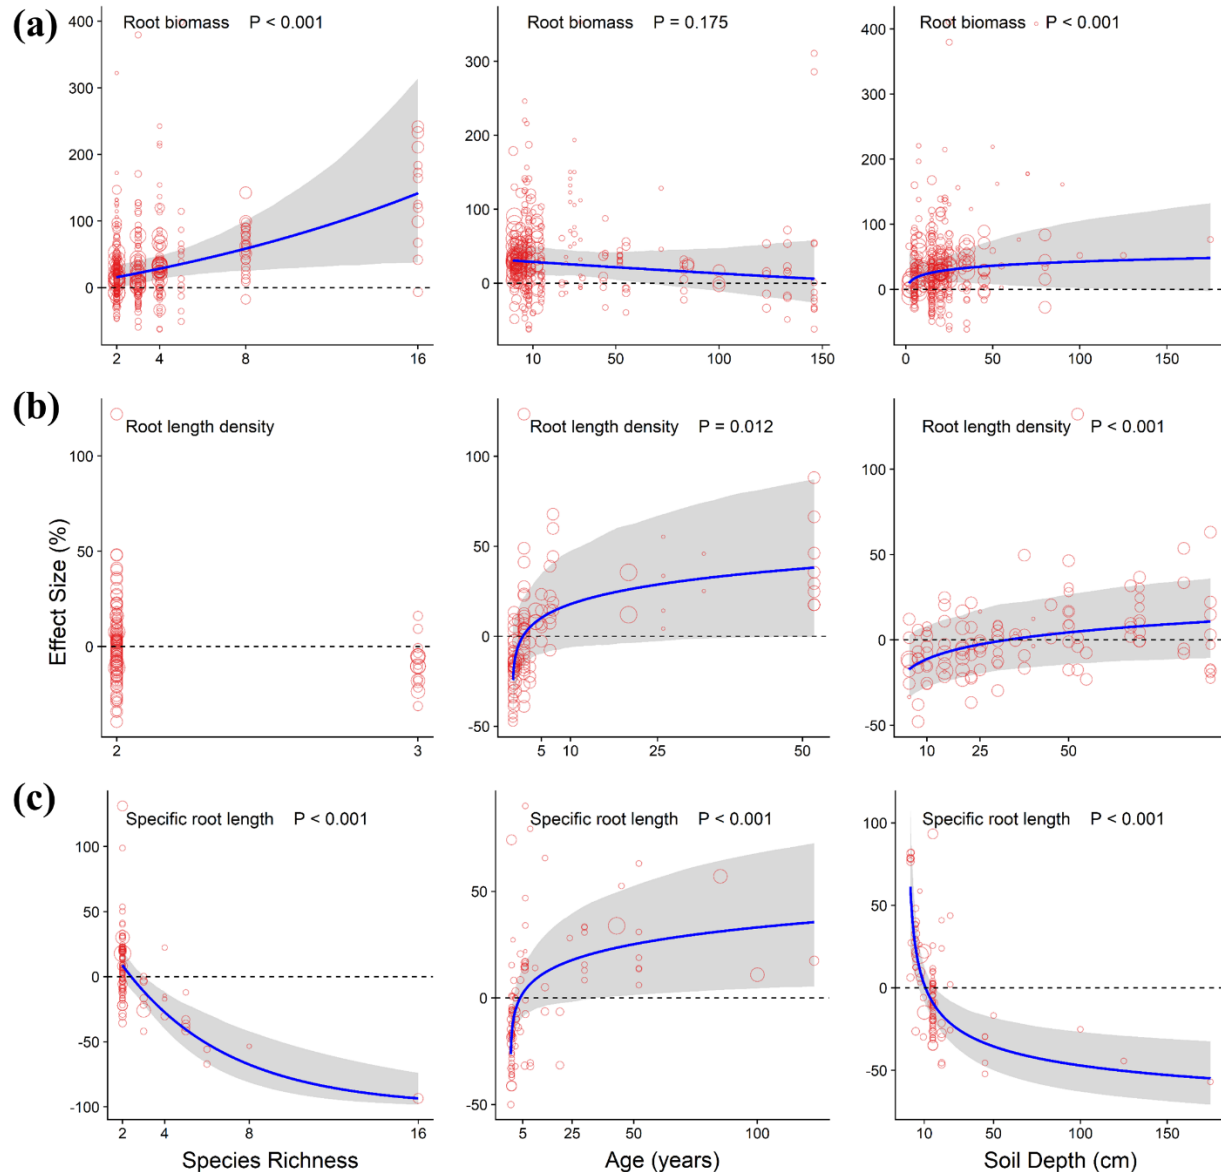 (a)
Root biomass P < 0.001
400
300
200
100
0
2 4 8 16
Root biomass P = 0.175
300
200
100
0
10 50 100 150
Root biomass P < 0.001
400
300
200
100
0
0 50 100 150
(b)
Effect Size (%)
Root length density
100
50
0
2 3
Root length density P = 0.012
100
50
0
-50
5 10 25 50
Root length density P < 0.001
100
50
0
-50
10 25 50
(c)
Specific root length P < 0.001
100
50
0
-50
-100
2 4 8 16
Species Richness
Specific root length P < 0.001
50
0
-50
5 25 50 100
Age (years)
Specific root length P < 0.001
100
50
0
-50
10 50 100 150
Soil Depth (cm)